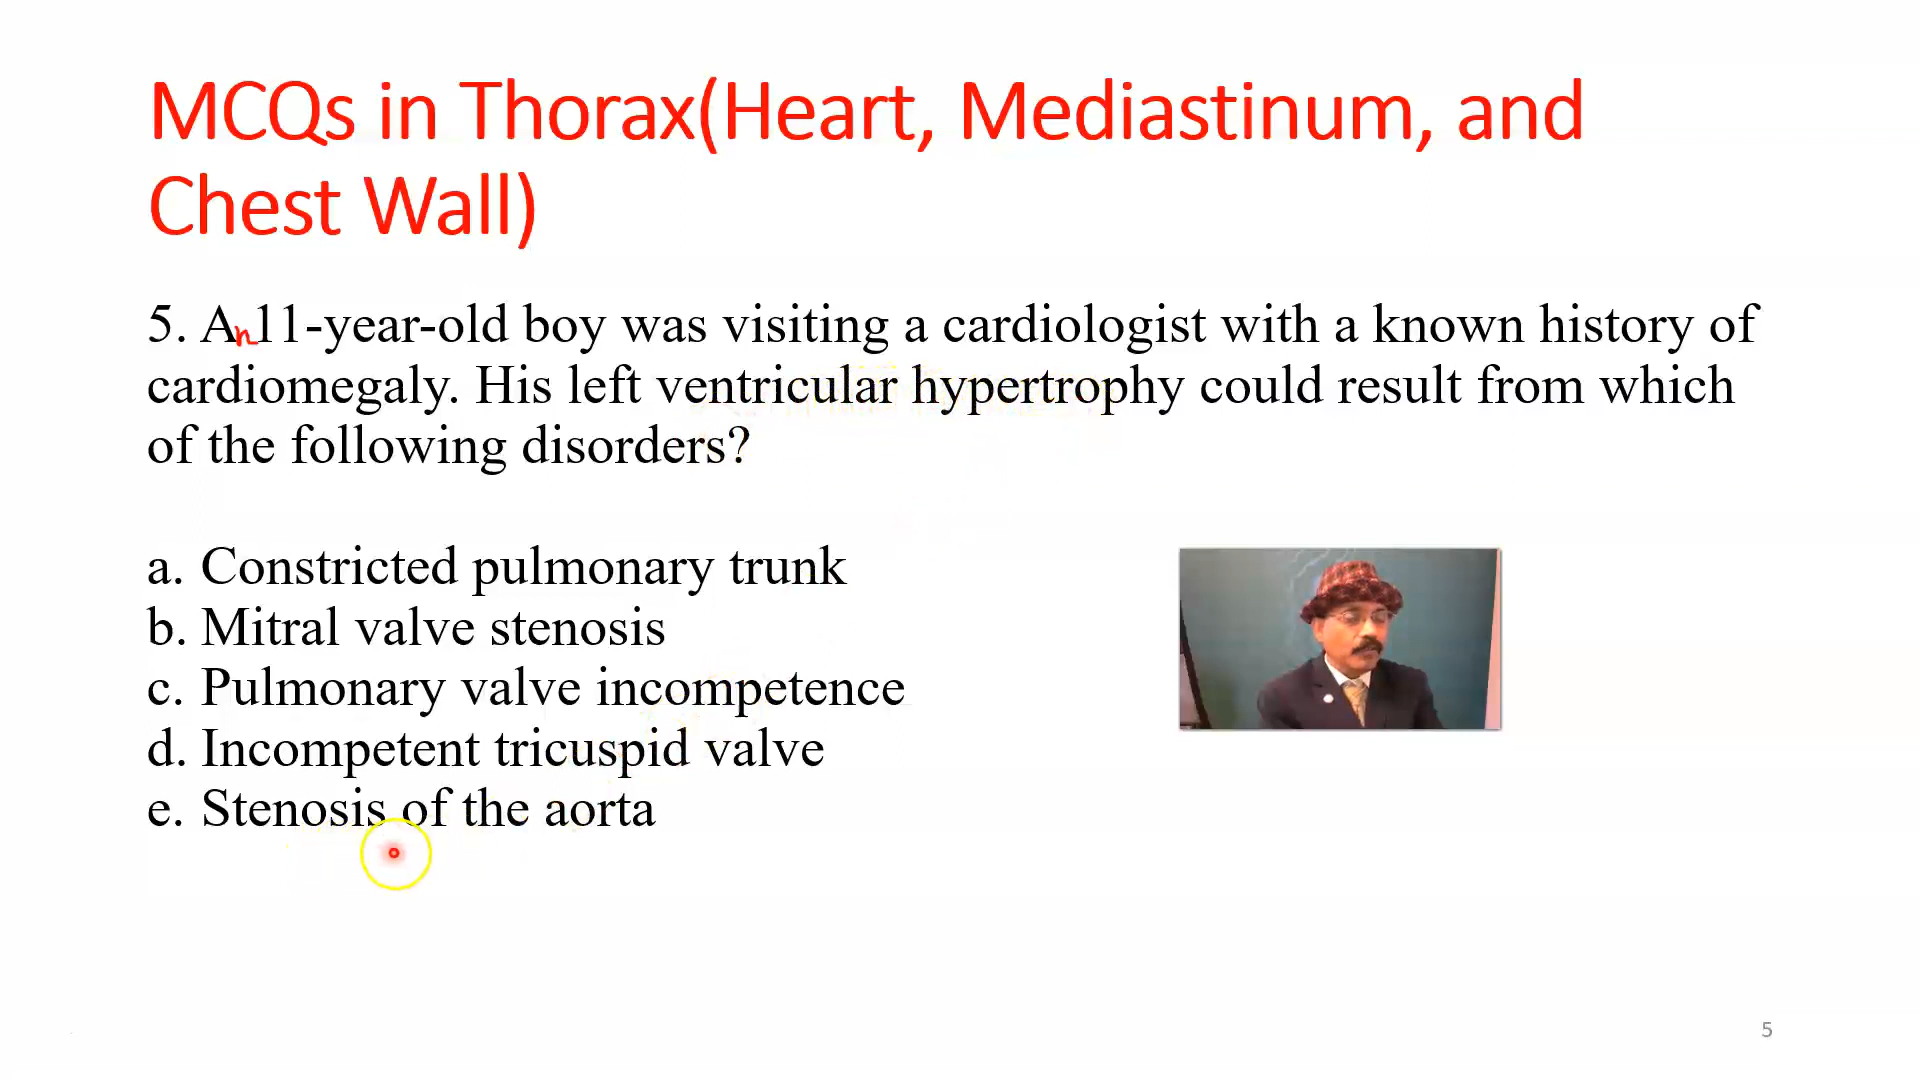 MCQs in Thorax(Heart, Mediastinum, and
Chest Wall)
5. An 11-year-old boy was visiting a cardiologist with a known history of
cardiomegaly. His left ventricular hypertrophy could result from which
of the following disorders?
a. Constricted pulmonary trunk
b. Mitral valve stenosis
c. Pulmonary valve incompetence
d. Incompetent tricuspid valve
e. Stenosis of the aorta
5